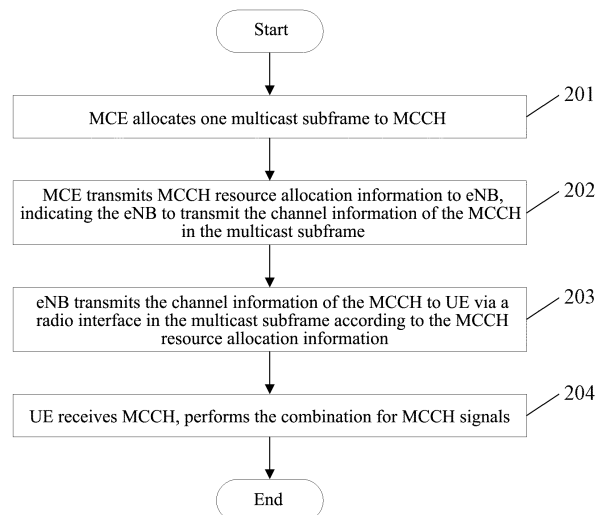 Start
MCE allocates one multicast subframe to MCCH
201
MCE transmits MCCH resource allocation information to eNB,
indicating the eNB to transmit the channel information of the MCCH
in the multicast subframe
202
eNB transmits the channel information of the MCCH to UE via a
radio interface in the multicast subframe according to the MCCH
resource allocation information
203
UE receives MCCH, performs the combination for MCCH signals
204
End